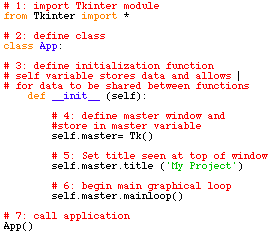 # 1: import Tkinter module
from Tkinter import *
# 2: define class
class App:
# 3: define initialization function
# self variable stores data and allows |
# for data to be shared between functions
def __init__ (self):
# 4: define master window and
#store in master variable
self.master= Tk()
# 5: Set title seen at top of window
self.master.title ('My Project')
# 6: begin main graphical loop
self.master.mainloop()
# 7: call application
App()